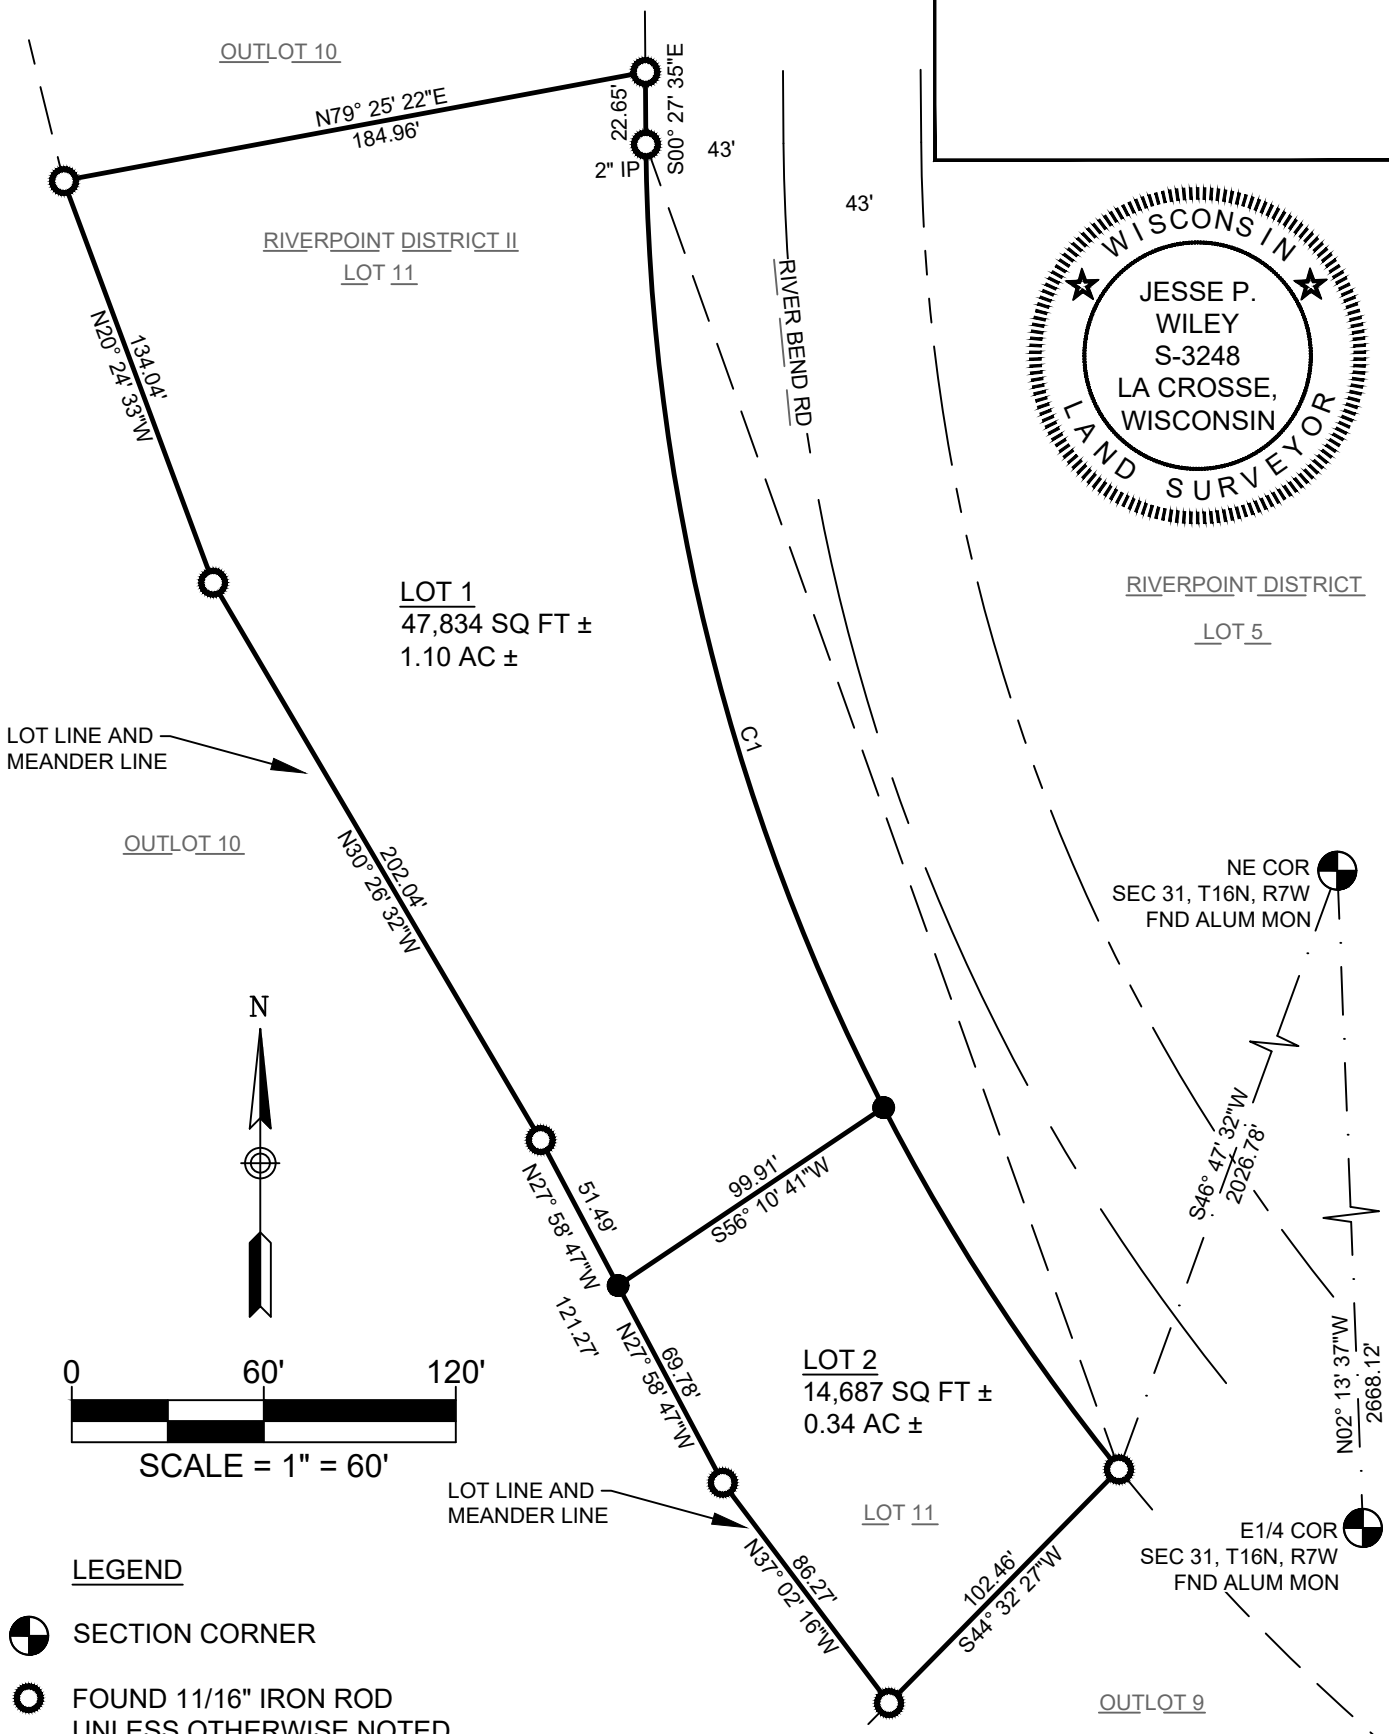 OUTLOT 10
N79° 25' 22"E
184.96'
22.65'
S00° 27' 35"E
2" IP
43'
43'
RIVERPOINT DISTRICT II
LOT 11
RIVER BEND RD
WISCONSIN
JESSE P.
WILEY
S-3248
LA CROSSE,
WISCONSIN
LAND SURVEYOR
134.04'
N20° 24' 33"W
LOT 1
47,834 SQ FT ±
1.10 AC ±
RIVERPOINT DISTRICT
LOT 5
LOT LINE AND
MEANDER LINE
C1
OUTLOT 10
202.04'
N30° 26' 32"W
NE COR
SEC 31, T16N, R7W
FND ALUM MON
N
S46° 47' 32"W
2026.78'
99.91'
S56° 10' 41"W
51.49'
N27° 58' 47"W
121.27'
69.78'
N27° 58' 47"W
LOT 2
14,687 SQ FT ±
0.34 AC ±
N02° 13' 37"W
2668.12'
0 60' 120'
SCALE = 1" = 60'
LOT LINE AND
MEANDER LINE
LOT 11
86.27'
N37° 02' 16"W
102.46'
S44° 32' 27"W
E1/4 COR
SEC 31, T16N, R7W
FND ALUM MON
LEGEND
SECTION CORNER
FOUND 11/16" IRON ROD
UNLESS OTHERWISE NOTED
OUTLOT 9